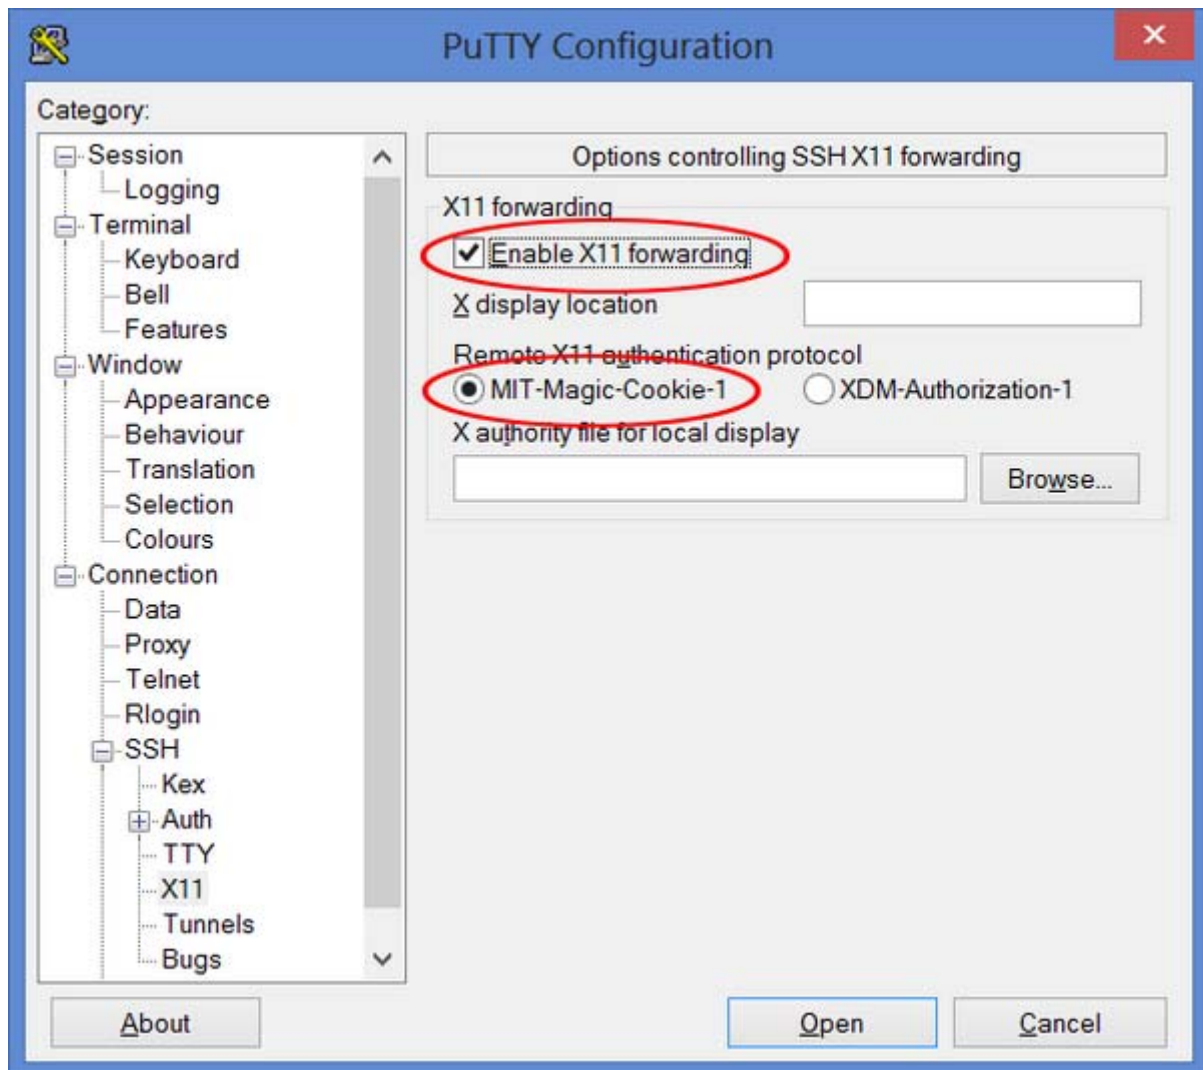 PuTTY Configuration
Category:
Session
Logging
Terminal
Keyboard
Bell
Features
Window
Appearance
Behaviour
Translation
Selection
Colours
Connection
Data
Proxy
Telnet
Rlogin
SSH
Kex
Auth
TTY
X11
Tunnels
Bugs
Options controlling SSH X11 forwarding
X11 forwarding
Enable X11 forwarding
X display location
Remote X11 authentication protocol
MIT-Magic-Cookie-1 XDM-Authorization-1
X authority file for local display
Browse...
About Open Cancel